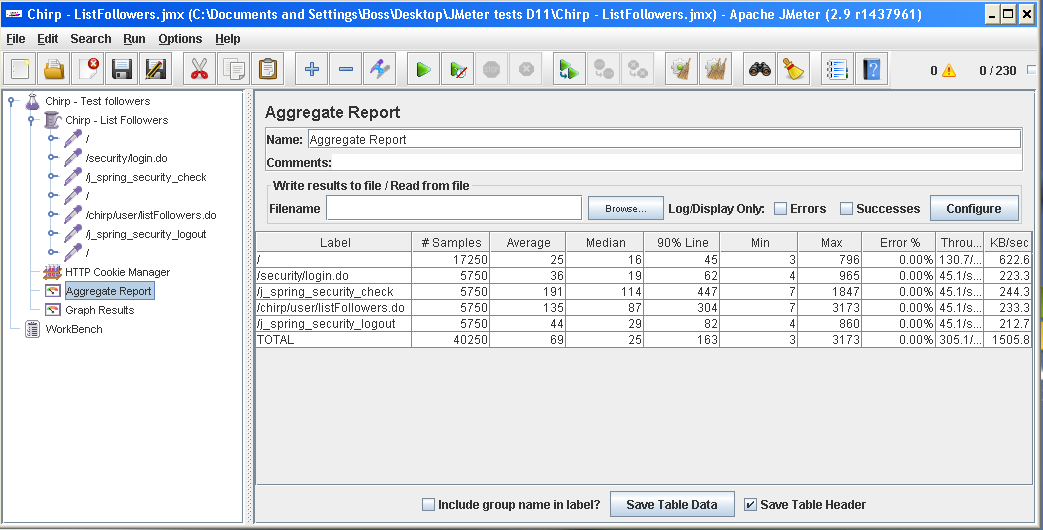 Chirp - ListFollowers.jmx (C:\Documents and Settings\Boss\Desktop\JMeter tests D11\Chirp - ListFollowers.jmx) - Apache JMeter (2.9 r1437961)
File Edit Search Run Options Help
0 0 / 230
Chirp - Test followers
Chirp - List Followers
/
/security/login.do
/j_spring_security_check
/
/chirp/user/listFollowers.do
/j_spring_security_logout
/
HTTP Cookie Manager
Aggregate Report
Graph Results
WorkBench
Aggregate Report
Name: Aggregate Report
Comments:
Write results to file / Read from file
Filename Browse... Log/Display Only: Errors Successes Configure
Label # Samples Average Median 90% Line Min Max Error % Throu... KB/sec
/ 17250 25 16 45 3 796 0.00% 130.7/... 622.6
/security/login.do 5750 36 19 62 4 965 0.00% 45.1/s... 223.3
/j_spring_security_check 5750 191 114 447 7 1847 0.00% 45.1/s... 244.3
/chirp/user/listFollowers.do 5750 135 87 304 7 3173 0.00% 45.1/s... 233.3
/j_spring_security_logout 5750 44 29 82 4 860 0.00% 45.1/s... 212.7
TOTAL 40250 69 25 163 3 3173 0.00% 305.1/... 1505.8
Include group name in label? Save Table Data Save Table Header